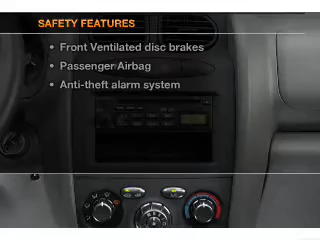 SAFETY FEATURES
• Front Ventilated disc brakes
• Passenger Airbag
• Anti-theft alarm system